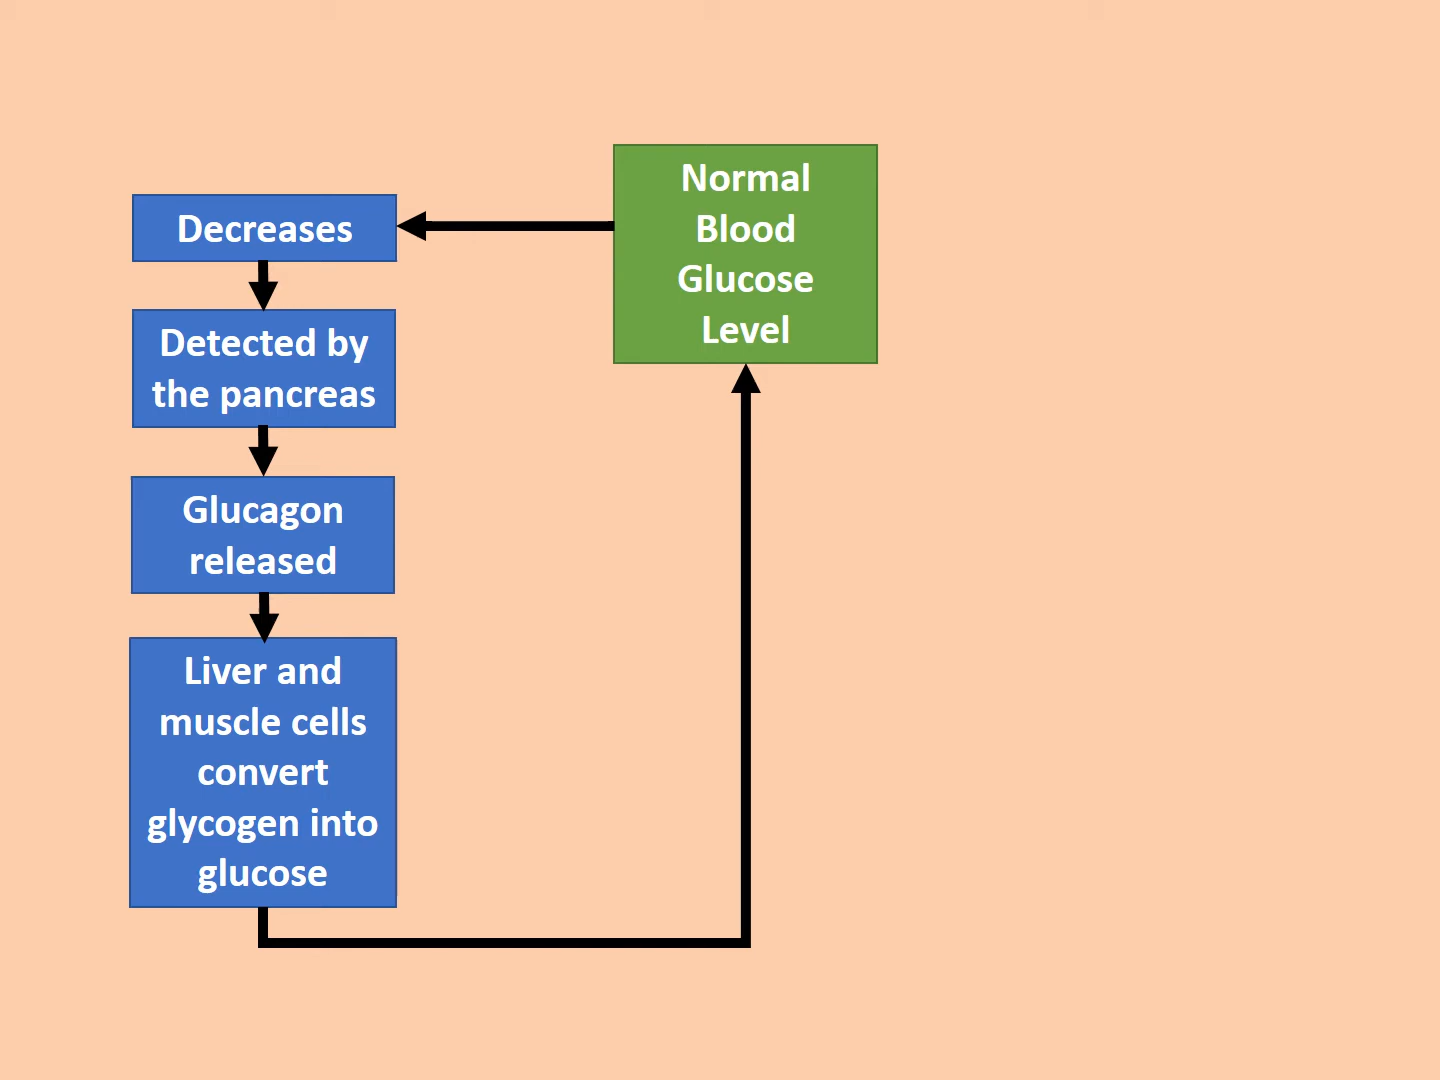 Normal
Blood
Glucose
Level
Decreases
Detected by
the pancreas
Glucagon
released
Liver and
muscle cells
convert
glycogen into
glucose